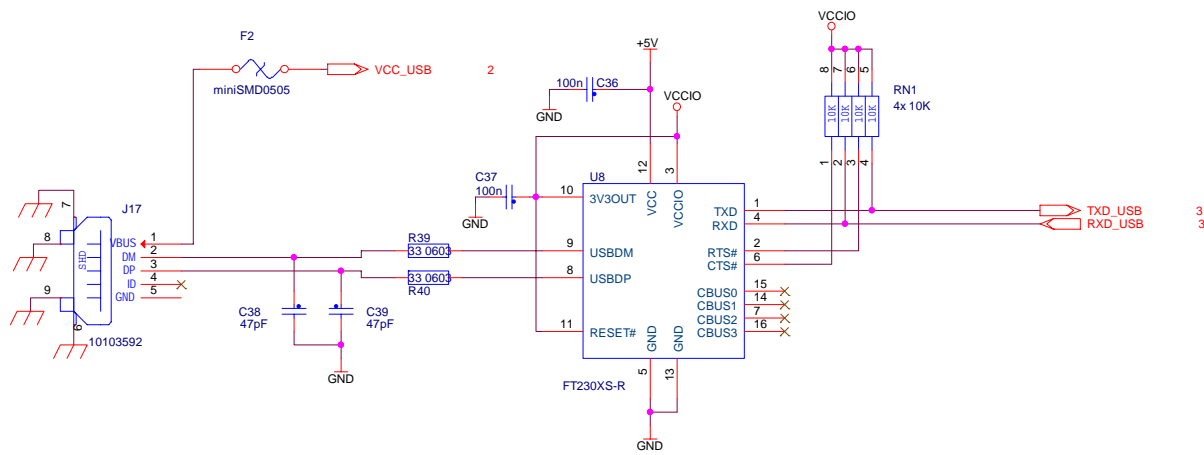 VCCIO
F2
+5V
VCC_USB 2
miniSMD0505
8 7 6 5
100n C36
VCCIO
RN1
4x 10K
10K 10K 10K 10K
GND
1 2 3 4
12 3
C37
100n
U8
10 3V3OUT
VCC
VCCIO
GND
TXD 1
TXD_USB 3
RXD 4
RXD_USB 3
7
J17
8
SHD
VBUS 1
DM 2
DP 3
ID 4
GND 5
9
6
10103592
R39
33 0603
9 USBDM
RTS# 2
CTS# 6
33 0603
R40
8 USBDP
CBUS0 15
CBUS1 14
CBUS2 7
CBUS3 16
C38
47pF
C39
47pF
11 RESET#
GND
GND
GND
5 13
FT230XS-R
GND